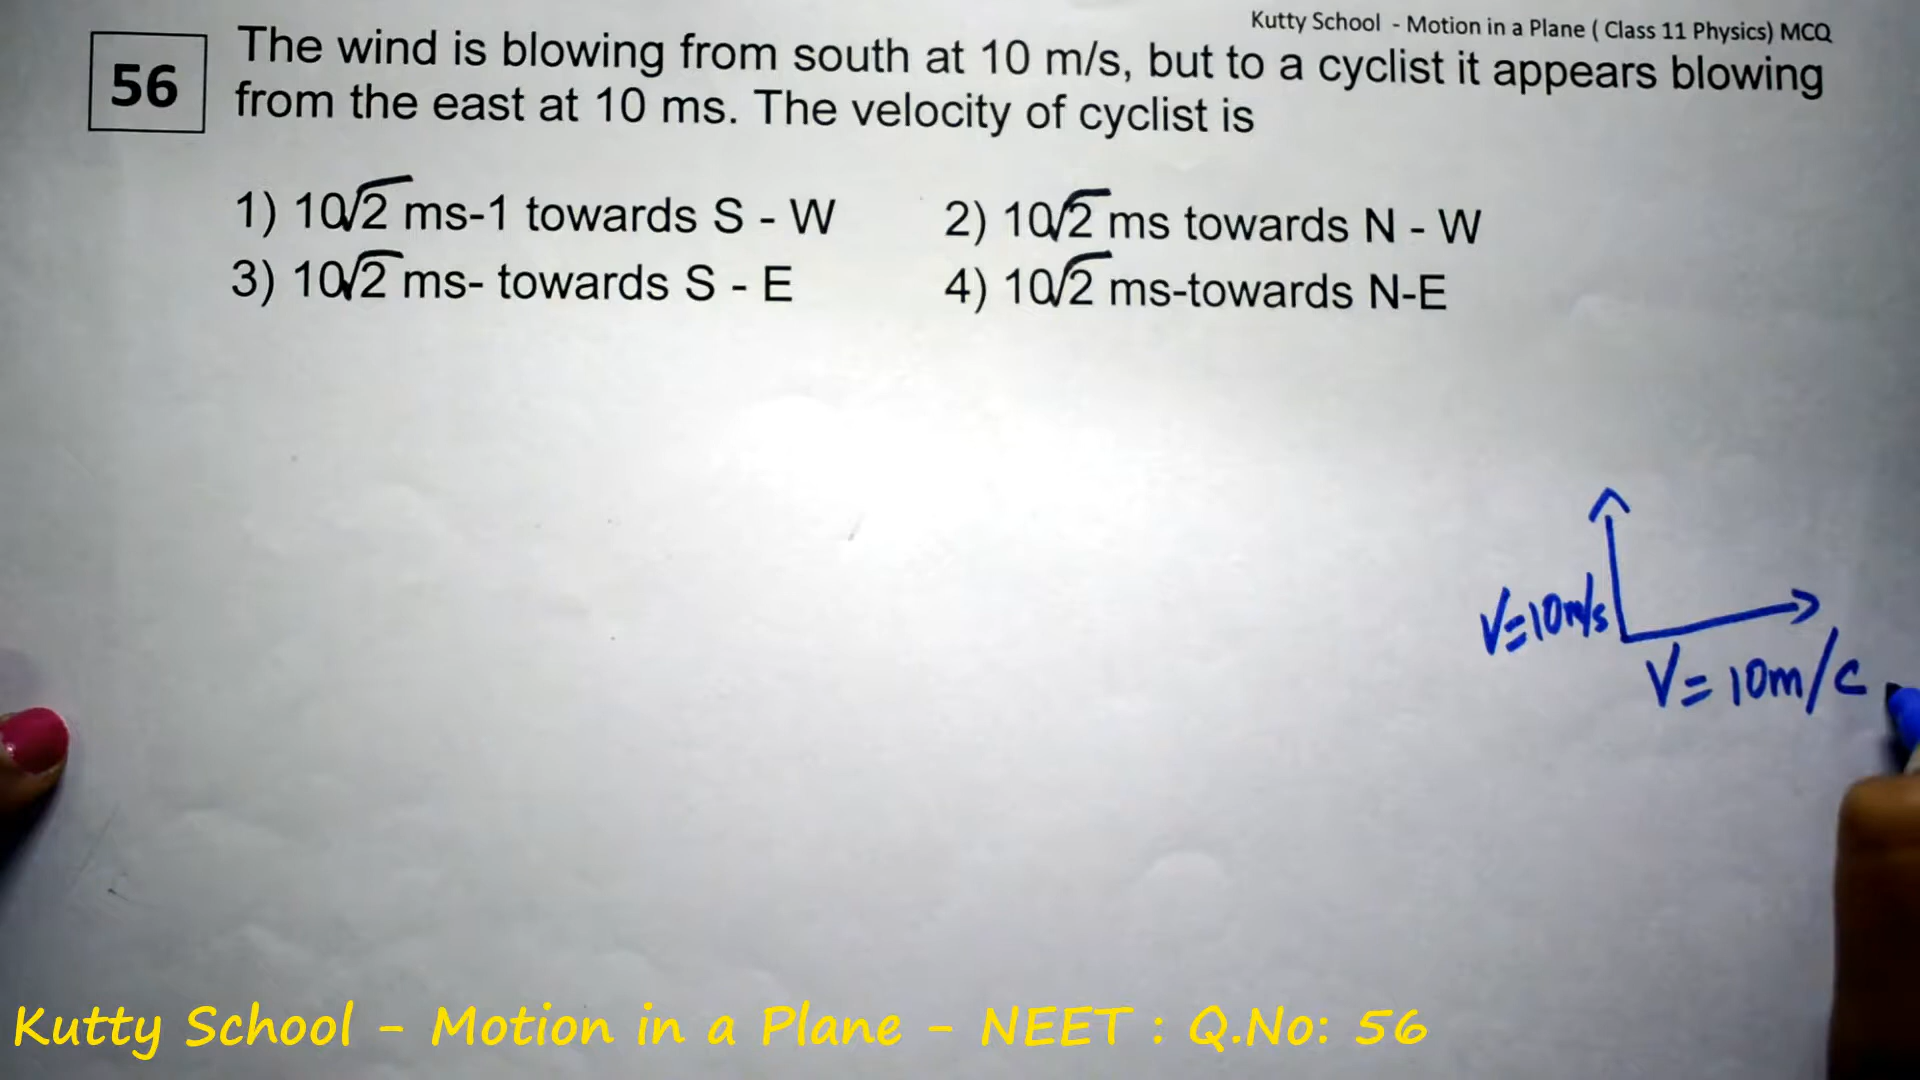 Kutty School - Motion in a Plane ( Class 11 Physics) MCQ
56
The wind is blowing from south at 10 m/s, but to a cyclist it appears blowing
from the east at 10 ms. The velocity of cyclist is
1) 10√2 ms-1 towards S - W
2) 10√2 ms towards N - W
3) 10√2 ms- towards S - E
4) 10√2 ms-towards N-E
V=10m/s
V= 10m/c
Kutty School - Motion in a Plane - NEET : Q.No: 56